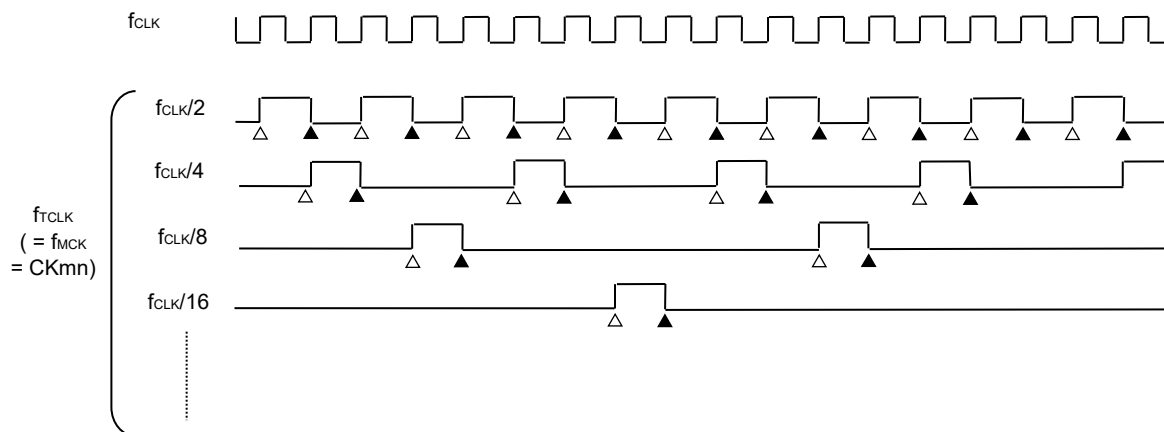 fCLK
fCLK/2
fCLK/4
fTCLK
( = fMCK
= CKmn)
fCLK/8
fCLK/16